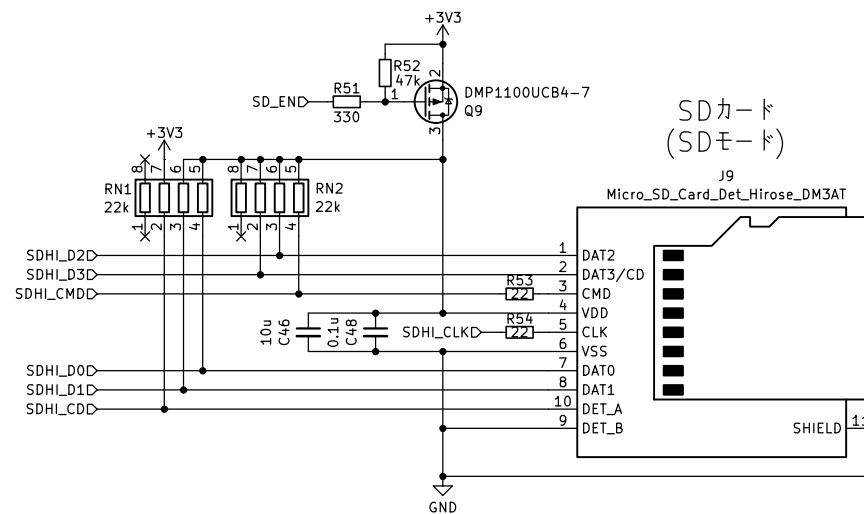 +3V3
R52
47k
2
1
3
DMP1100UCB4-7
Q9
R51
330
SD_EN
SDカード
(SDモード)
+3V3
8 7 6 5
RN1
22k
1 2 3 4
8 7 6 5
RN2
22k
1 2 3 4
J9
Micro_SD_Card_Det_Hirose_DM3AT
SDHI_D2
1 DAT2
SDHI_D3
2 DAT3/CD
SDHI_CMD
R53
22
3 CMD
4 VDD
10u
C46
0.1u
C48
SDHI_CLK
R54
22
5 CLK
6 VSS
SDHI_D0
7 DAT0
SDHI_D1
8 DAT1
SDHI_CD
10 DET_A
9 DET_B
SHIELD 11
GND